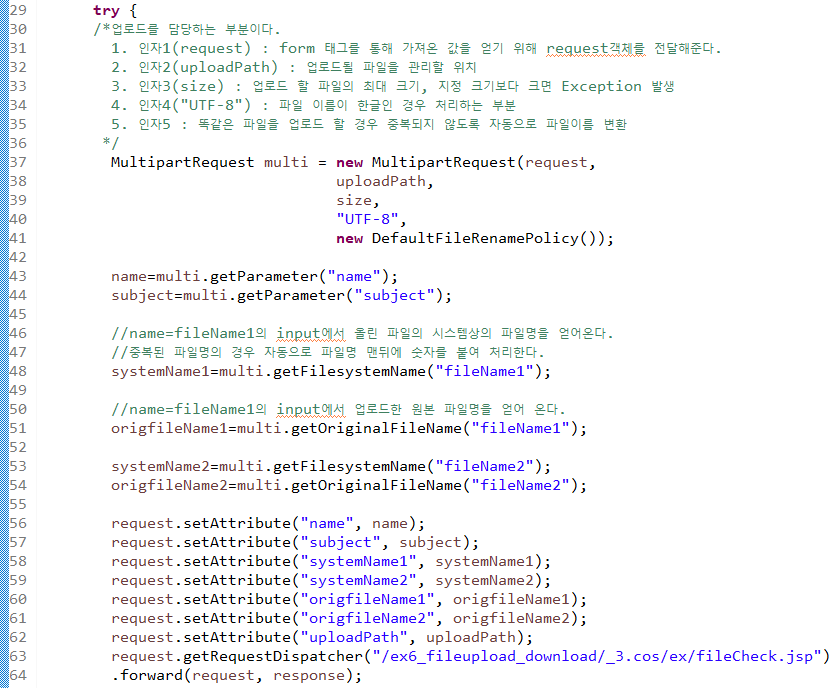 29 try {
30 /*업로드를 담당하는 부분이다.
31 1. 인자1(request) : form 태그를 통해 가져온 값을 얻기 위해 request객체를 전달해준다.
32 2. 인자2(uploadPath) : 업로드될 파일을 관리할 위치
33 3. 인자3(size) : 업로드 할 파일의 최대 크기, 지정 크기보다 크면 Exception 발생
34 4. 인자4("UTF-8") : 파일 이름이 한글인 경우 처리하는 부분
35 5. 인자5 : 똑같은 파일을 업로드 할 경우 중복되지 않도록 자동으로 파일이름 변환
36 */
37 MultipartRequest multi = new MultipartRequest(request,
38 uploadPath,
39 size,
40 "UTF-8",
41 new DefaultFileRenamePolicy());
42
43 name=multi.getParameter("name");
44 subject=multi.getParameter("subject");
45
46 //name=fileName1의 input에서 올린 파일의 시스템상의 파일명을 얻어온다.
47 //중복된 파일명의 경우 자동으로 파일명 맨뒤에 숫자를 붙여 처리한다.
48 systemName1=multi.getFilesystemName("fileName1");
49
50 //name=fileName1의 input에서 업로드한 원본 파일명을 얻어 온다.
51 origfileName1=multi.getOriginalFileName("fileName1");
52
53 systemName2=multi.getFilesystemName("fileName2");
54 origfileName2=multi.getOriginalFileName("fileName2");
55
56 request.setAttribute("name", name);
57 request.setAttribute("subject", subject);
58 request.setAttribute("systemName1", systemName1);
59 request.setAttribute("systemName2", systemName2);
60 request.setAttribute("origfileName1", origfileName1);
61 request.setAttribute("origfileName2", origfileName2);
62 request.setAttribute("uploadPath", uploadPath);
63 request.getRequestDispatcher("/ex6_fileupload_download/_3.cos/ex/fileCheck.jsp")
64 .forward(request, response);